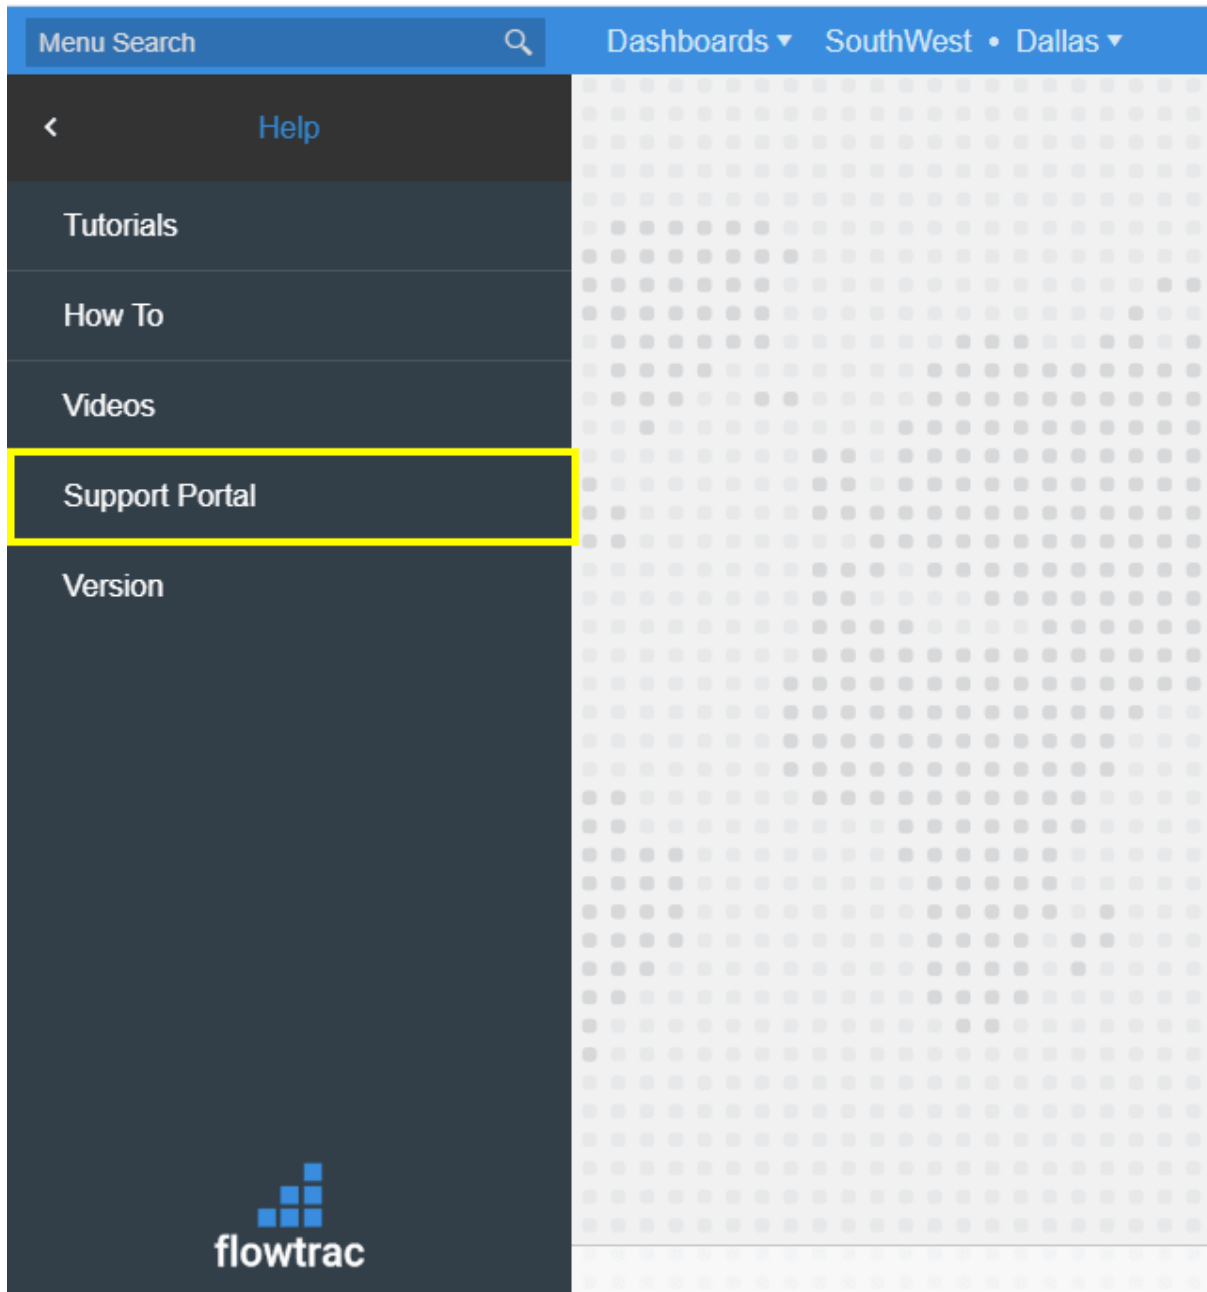 Menu Search
Dashboards ▾ SouthWest • Dallas ▾
Help
Tutorials
How To
Videos
Support Portal
Version
flowtrac